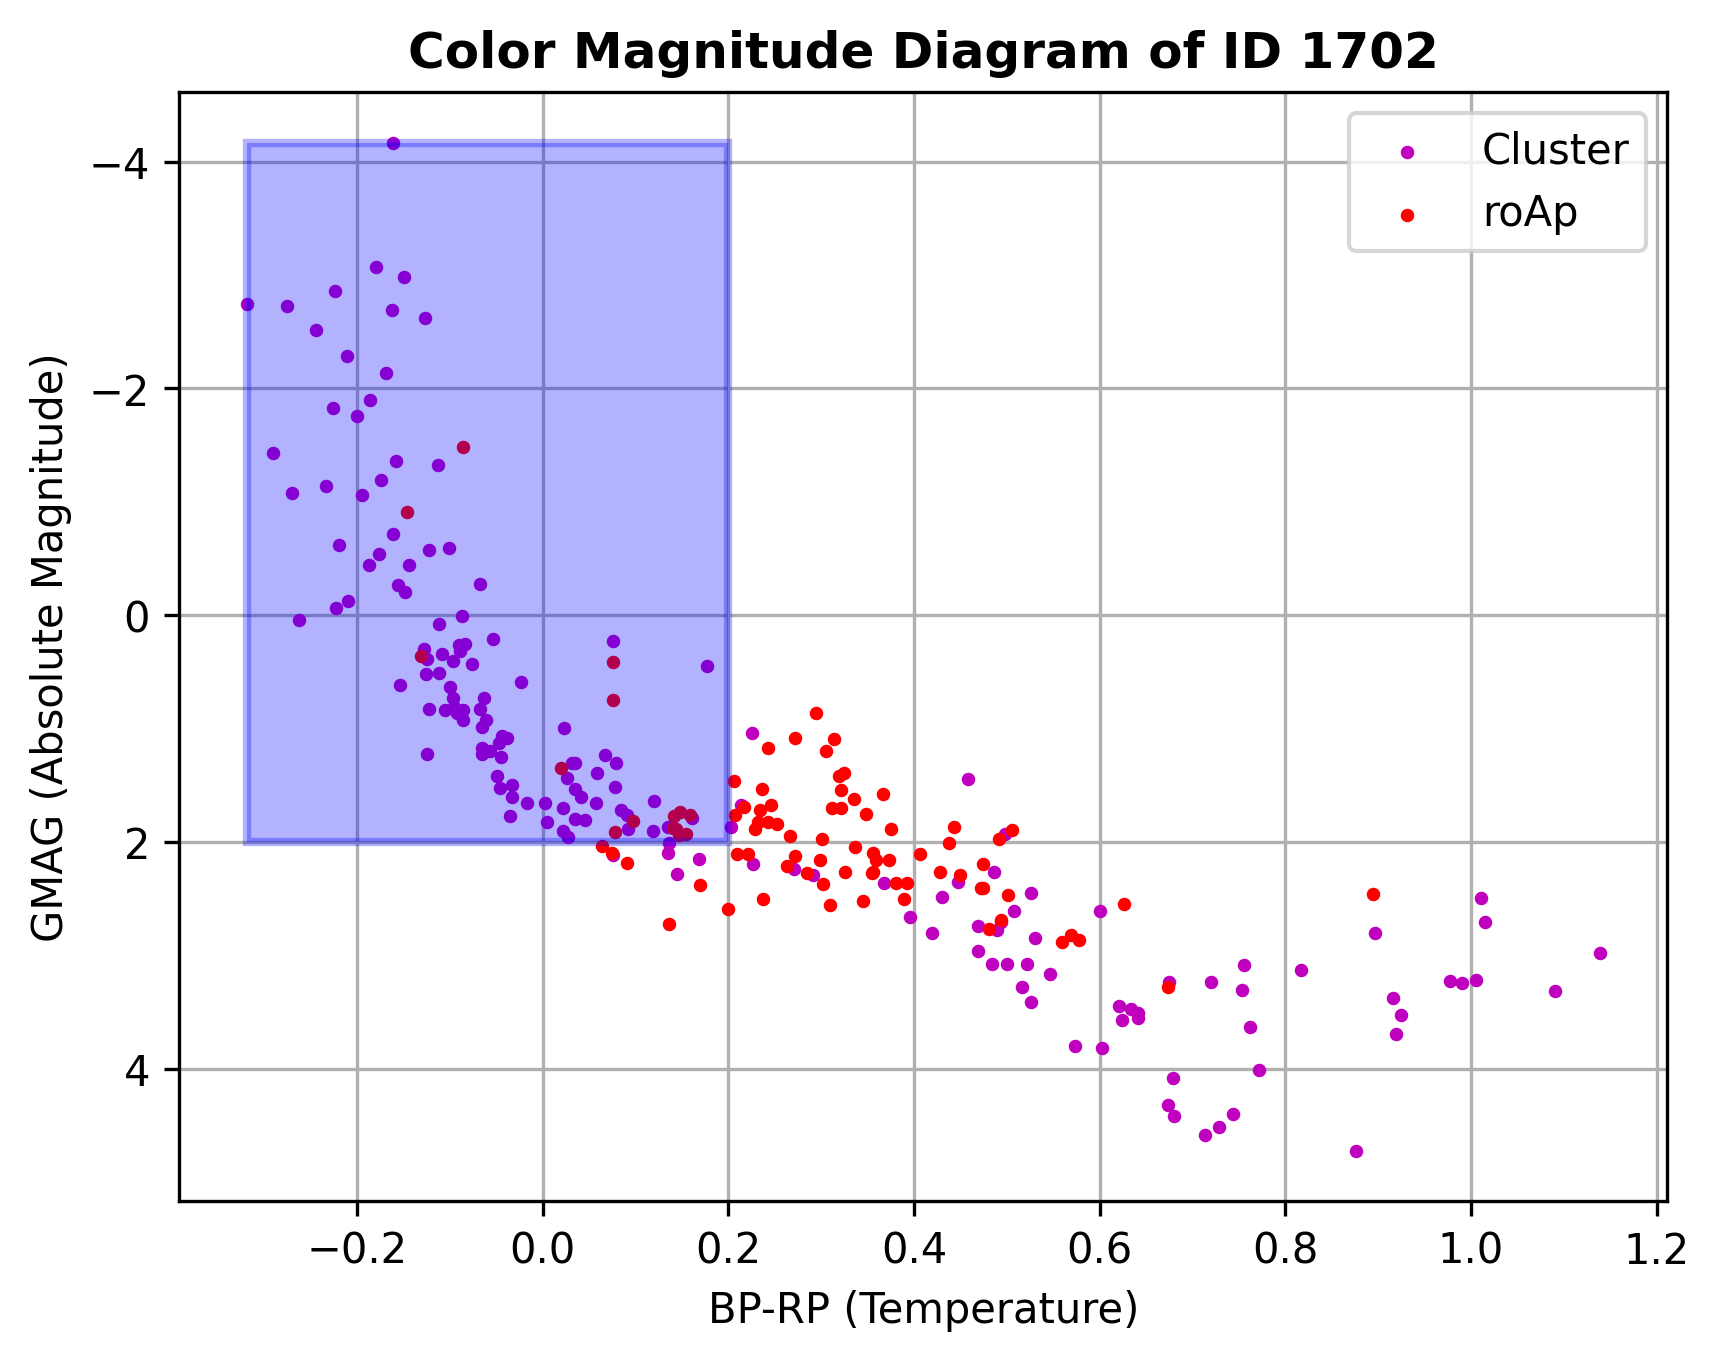 Color Magnitude Diagram of ID 1702
Cluster
roAp
GMAG (Absolute Magnitude)
−4
−2
0
2
4
−0.2 0.0 0.2 0.4 0.6 0.8 1.0 1.2
BP-RP (Temperature)